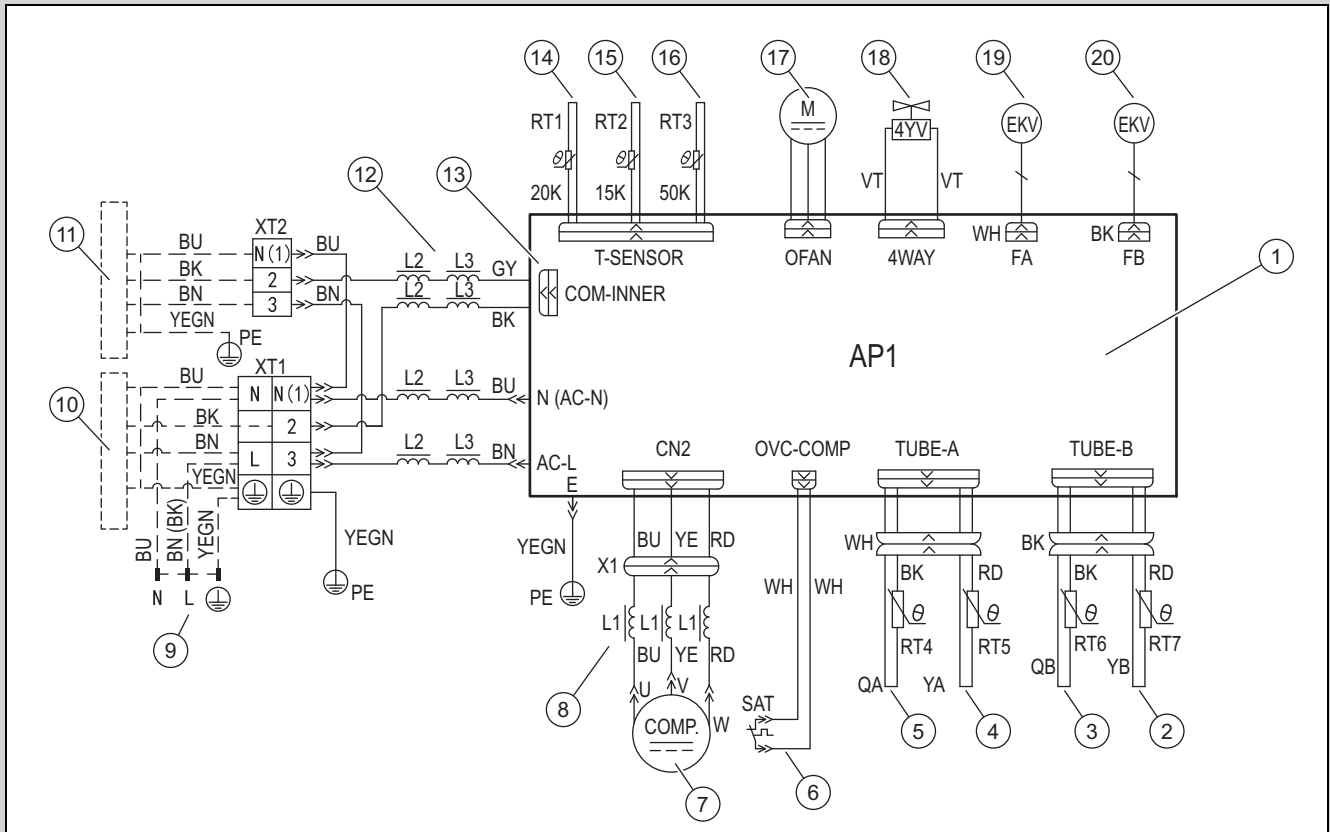 14 15 16 17 18 19 20
RT1 RT2 RT3 M 4YV EKV EKV
20K 15K 50K VT VT
WH BK
T-SENSOR OFAN 4WAY FA FB
11 12 13
XT2
BU N(1) BU
BK 2 L2 L3 GY
BN 3 BN L2 L3 COM-INNER
YEGN BK
PE
1
AP1
XT1
10
BU N N(1) L2 L3 BU N (AC-N)
BK 2
BN L 3 L2 L3 BN AC-L
YEGN E
CN2 OVC-COMP TUBE-A TUBE-B
BU BN (BK) YEGN
YEGN
PE
N L
9
YEGN
PE
BU YE RD
X1
L1 L1 L1
BU YE RD
8
U V W
COMP.
7
WH WH
SAT
6
WH BK
BK RD BK RD
θ θ θ θ
RT4 RT5 RT6 RT7
QA YA QB YB
5 4 3 2